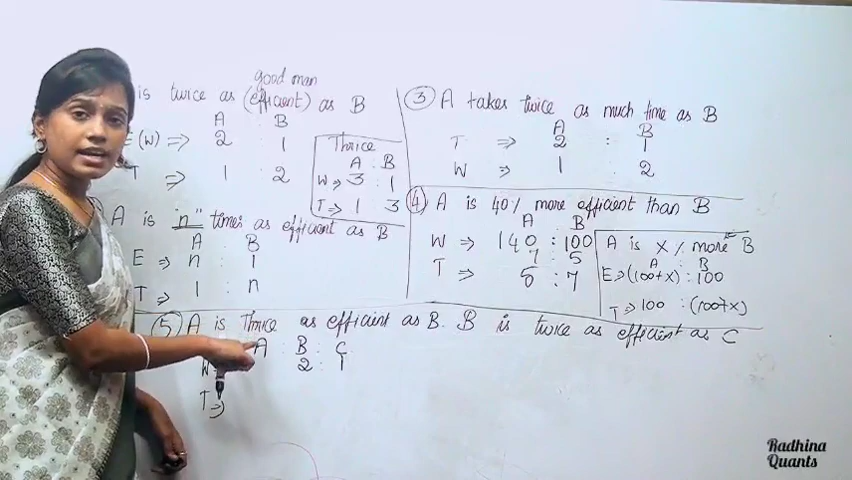 good man
is twice as (efficient) as B
A B
E (W) => 2 : 1
T => 1 : 2
Thrice
A : B
W => 3 : 1
T => 1 3
A is "n" times as efficient as B
A B
E => n : 1
T => 1 : n
3 A takes twice as much time as B
A B
T => 2 : 1
W => 1 : 2
4 A is 40% more efficient than B
A B
W => 140 : 100
7 : 5
T => 5 : 7
A is X % more B
A B
E => (100+x) : 100
T => 100 : (100+x)
5 A is Thrice as efficient as B. B is twice as efficient as C
A : B : C
W 2 : 1
T =>
Radhina
Quants